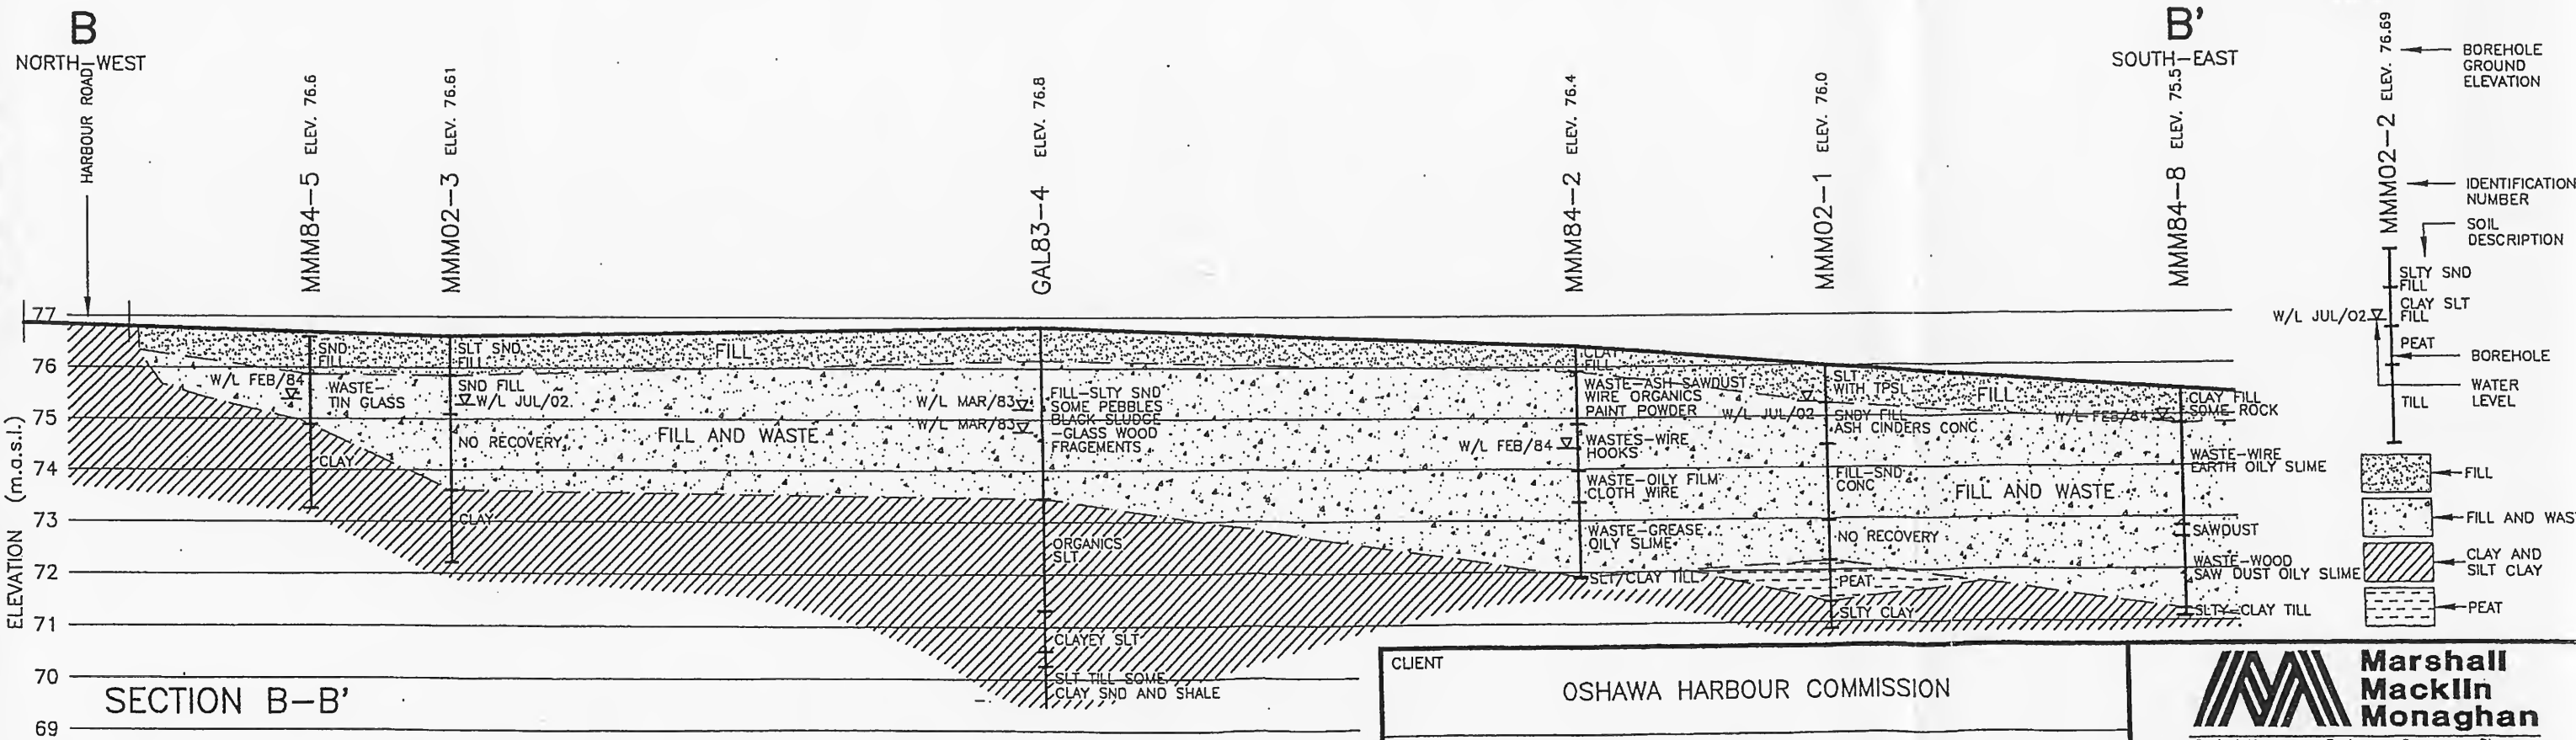 B
NORTH-WEST
HARBOUR ROAD
MMM84-5 ELEV. 76.6
MMM02-3 ELEV. 76.61
GAL83-4 ELEV. 76.8
MMM84-2 ELEV. 76.4
MMM02-1 ELEV. 76.0
B'
SOUTH-EAST
MMM84-8 ELEV. 75.5
MMM02-2 ELEV. 76.69
BOREHOLE
GROUND
ELEVATION
IDENTIFICATION
NUMBER
SOIL
DESCRIPTION
SLTY SND
FILL
CLAY SLT
FILL
W/L JUL/02
PEAT
BOREHOLE
WATER
LEVEL
TILL
FILL
FILL AND WAS
CLAY AND
SILT CLAY
PEAT
ELEVATION (m.a.s.l.)
77
76
75
74
73
72
71
70
69
SND
FILL
W/L FEB/84
WASTE-
TIN GLASS
CLAY
SLT SND
FILL
SND FILL
W/L JUL/02
NO RECOVERY
CLAY
FILL
FILL AND WASTE
W/L MAR/83
W/L MAR/83
FILL-SLTY SND
SOME PEBBLES
BLACK SLUDGE
-GLASS WOOD
FRAGEMENTS
ORGANICS
SLT
CLAYEY SLT
SLT TILL SOME
CLAY SND AND SHALE
CLAY
FILL
WASTE-ASH SAWDUST
WIRE ORGANICS
PAINT POWDER
W/L FEB/84
WASTES-WIRE
HOOKS
WASTE-OILY FILM
CLOTH WIRE
WASTE-GREASE
OILY SLIME
SLT/CLAY TILL
W/L JUL/02
SLT
WITH TPSL
SNDY FILL
ASH CINDERS CONC
FILL-SND
CONC
NO RECOVERY
PEAT
SLTY CLAY
FILL
FILL AND WASTE
W/L FEB/84
CLAY FILL
SOME ROCK
WASTE-WIRE
EARTH OILY SLIME
SAWDUST
WASTE-WOOD
SAW DUST OILY SLIME
SLTY-CLAY TILL
SECTION B-B'
CLIENT
OSHAWA HARBOUR COMMISSION
Marshall
Macklin
Monaghan